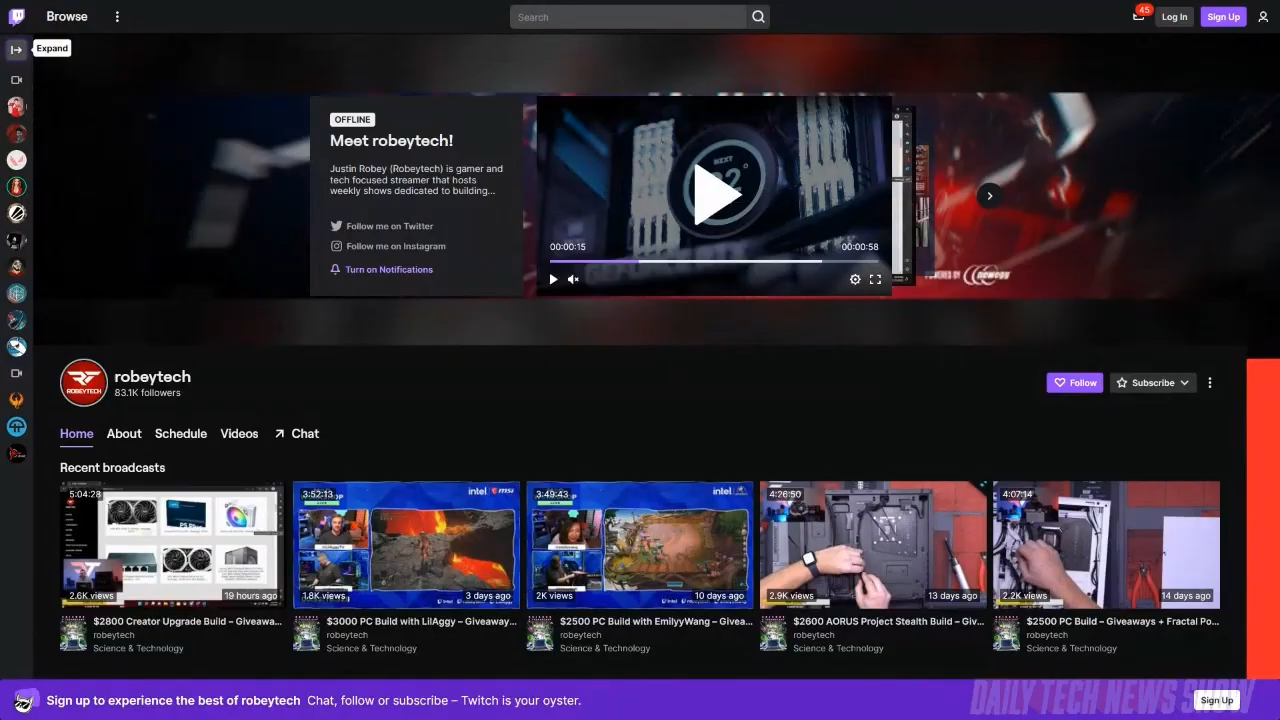 Browse
Search
45
Log In
Sign Up
Expand
OFFLINE
Meet robeytech!
Justin Robey (Robeytech) is gamer and
tech focused streamer that hosts
weekly shows dedicated to building...
Follow me on Twitter
Follow me on Instagram
Turn on Notifications
NZXT
00:00:15
00:00:58
POWERED BY newegg
ROBEYTECH
robeytech
83.1K followers
Follow
Subscribe
Home
About
Schedule
Videos
Chat
Recent broadcasts
5:04:28
2.6K views
19 hours ago
$2800 Creator Upgrade Build – Giveawa...
robeytech
Science & Technology
3:52:13
intel
msi
1.8K views
3 days ago
$3000 PC Build with LilAggy – Giveaway...
robeytech
Science & Technology
3:49:43
intel
2K views
10 days ago
$2500 PC Build with EmilyyWang – Givea...
robeytech
Science & Technology
4:26:50
2.9K views
13 days ago
$2600 AORUS Project Stealth Build – Giv...
robeytech
Science & Technology
4:07:14
2.2K views
14 days ago
$2500 PC Build – Giveaways + Fractal Po...
robeytech
Science & Technology
Sign up to experience the best of robeytech
Chat, follow or subscribe – Twitch is your oyster.
Sign Up
DAILY TECH NEWS SHOW